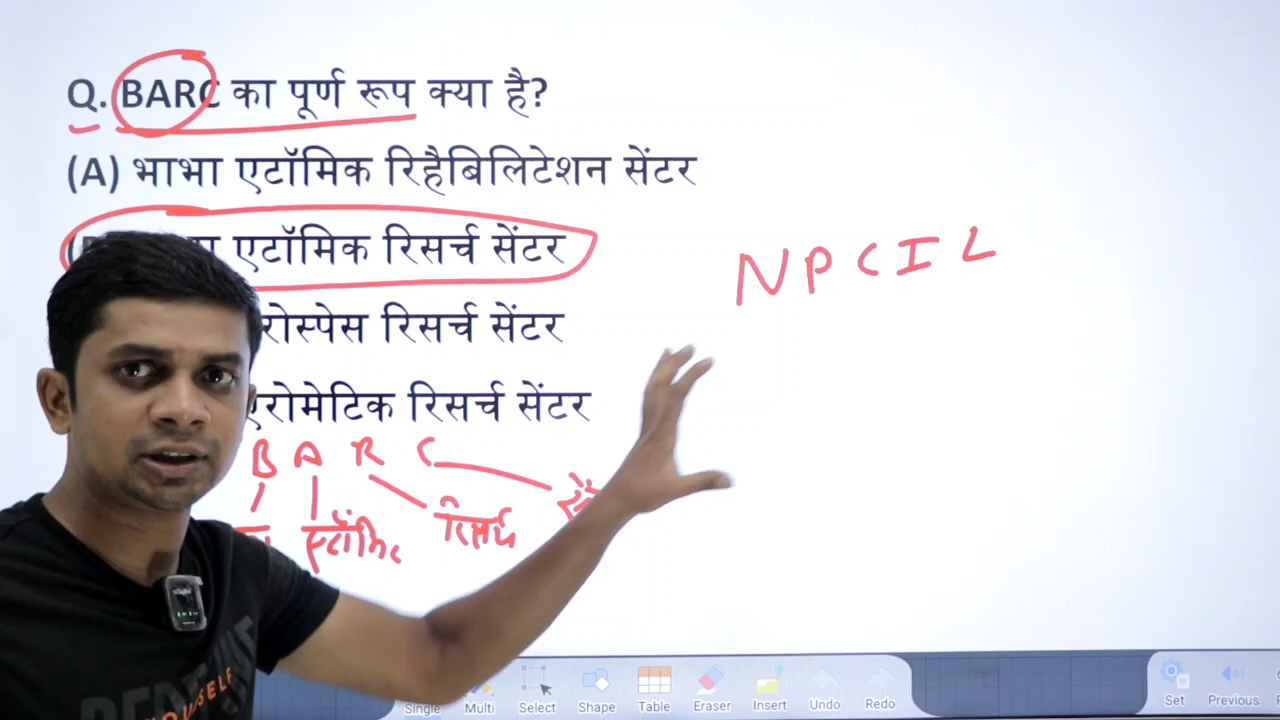 Q. BARC का पूर्ण रूप क्या है?
(A) भाभा एटॉमिक रिहैबिलिटेशन सेंटर
एटॉमिक रिसर्च सेंटर
रिसर्च सेंटर
रिसर्च सेंटर
NPCIL
B A R C
एटॉमिक रिसर्च
SELF
Single Multi Select Shape Table Eraser Insert Undo Redo Set Previous